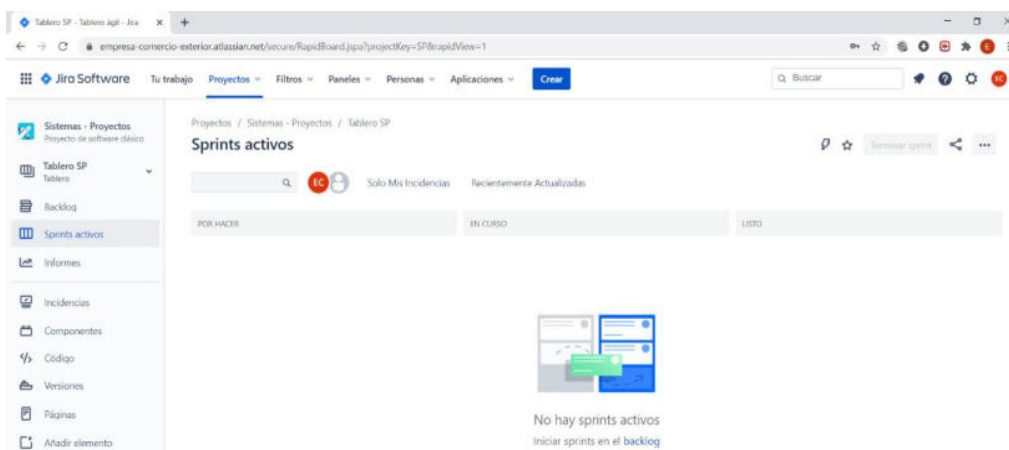 Tablero SP - Tablero ágil - Jira
empresa-comercio-exterior.atlassian.net/secure/RapidBoard.jspa?projectKey=SP&rapidView=1
Jira Software Tu trabajo Proyectos Filtros Paneles Personas Aplicaciones Crear Buscar EC
Sistemas - Proyectos
Proyecto de software clásico
Tablero SP
Tablero
Backlog
Sprints activos
Informes
Incidencias
Componentes
Código
Versiones
Páginas
Añadir elemento
Proyectos / Sistemas - Proyectos / Tablero SP
Sprints activos
Terminar sprint
EC Solo Mis Incidencias Recientemente Actualizadas
POR HACER EN CURSO LISTO
No hay sprints activos
Iniciar sprints en el backlog